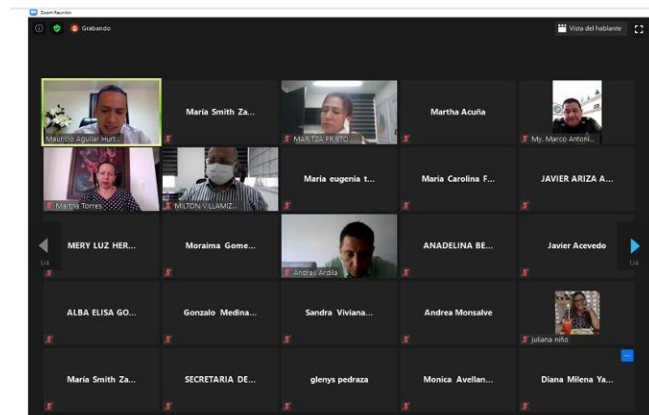 Zoom Reunión
Grabando
Vista del hablante
Mauricio Aguilar Hurt...
María Smith Za...
MARITZA PRIETO
Martha Acuña
My. Marco Antoni...
Martha Torres
MILTON VILLAMIZ...
Maria eugenia t...
Maria Carolina F...
JAVIER ARIZA A...
MERY LUZ HER...
Moraima Gome...
Andres Ardila
ANADELINA BE...
Javier Acevedo
1/4
1/4
ALBA ELISA GO...
Gonzalo Medina...
Sandra Viviana...
Andrea Monsalve
juliana niño
María Smith Za...
SECRETARIA DE...
glenys pedraza
Monica Avellan...
Diana Milena Ya...